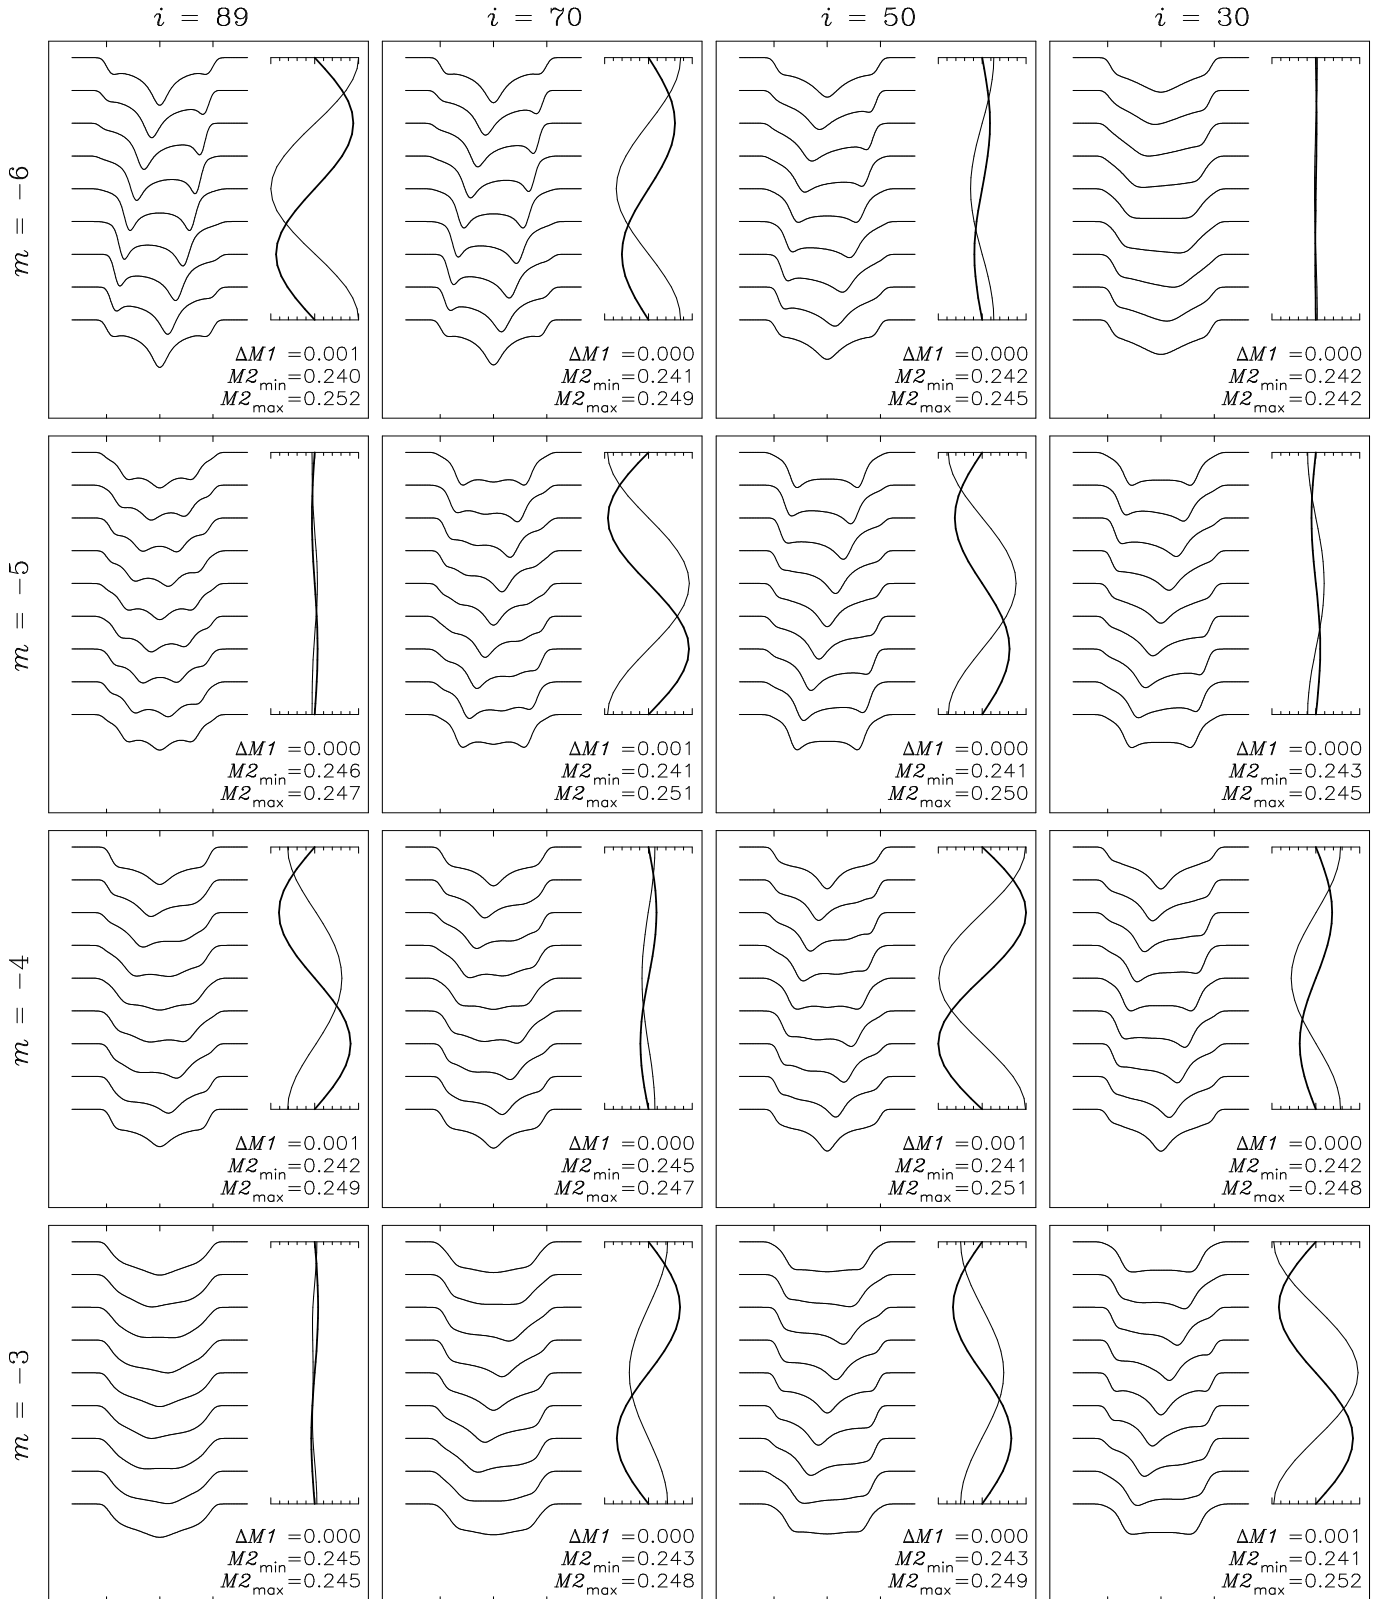 i = 89 i = 70 i = 50 i = 30
m = −6
ΔM1 =0.001
M2min=0.240
M2max=0.252
ΔM1 =0.000
M2min=0.241
M2max=0.249
ΔM1 =0.000
M2min=0.242
M2max=0.245
ΔM1 =0.000
M2min=0.242
M2max=0.242
m = −5
ΔM1 =0.000
M2min=0.246
M2max=0.247
ΔM1 =0.001
M2min=0.241
M2max=0.251
ΔM1 =0.000
M2min=0.241
M2max=0.250
ΔM1 =0.000
M2min=0.243
M2max=0.245
m = −4
ΔM1 =0.001
M2min=0.242
M2max=0.249
ΔM1 =0.000
M2min=0.245
M2max=0.247
ΔM1 =0.001
M2min=0.241
M2max=0.251
ΔM1 =0.000
M2min=0.242
M2max=0.248
m = −3
ΔM1 =0.000
M2min=0.245
M2max=0.245
ΔM1 =0.000
M2min=0.243
M2max=0.248
ΔM1 =0.000
M2min=0.243
M2max=0.249
ΔM1 =0.001
M2min=0.241
M2max=0.252